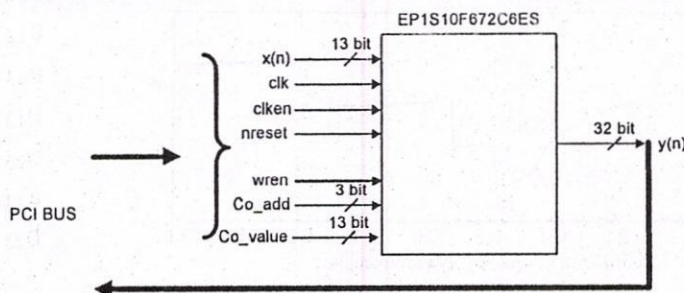 EP1S10F672C6ES
13 bit
x(n)
clk
clken
nreset
32 bit
y(n)
wren
3 bit
Co_add
PCI BUS
13 bit
Co_value